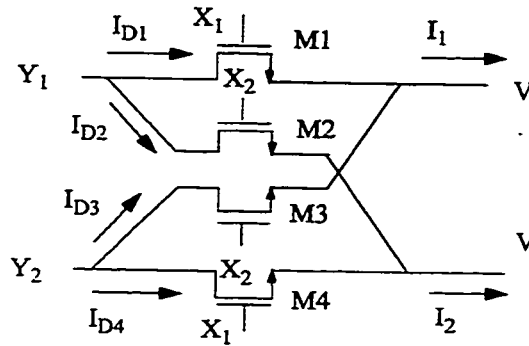 I_D1 X_1 M1 I_1
Y_1 X_2 V
I_D2 M2
I_D3 M3
Y_2 X_2 V
I_D4 X_1 M4 I_2